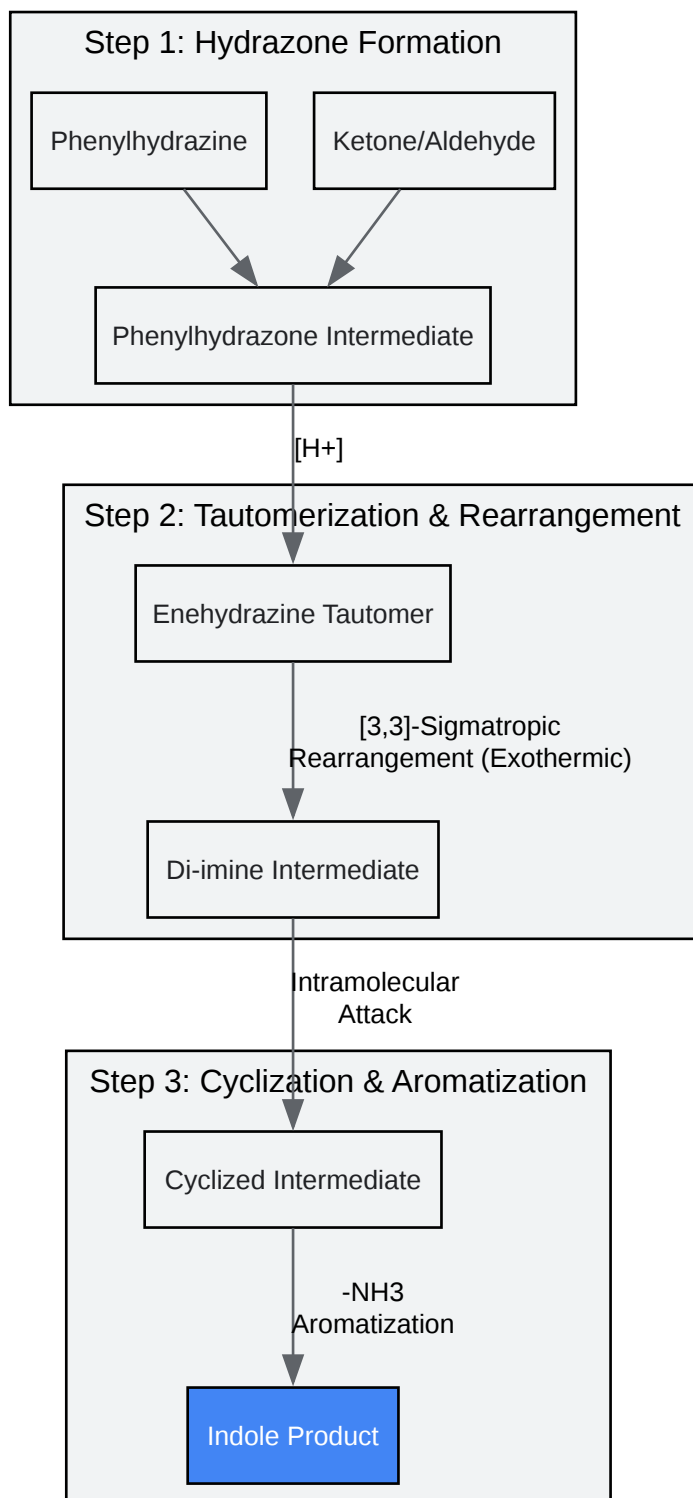 Step 1: Hydrazone Formation
Phenylhydrazine
Ketone/Aldehyde
Phenylhydrazone Intermediate
[H+]
Step 2: Tautomerization & Rearrangement
Enehydrazine Tautomer
[3,3]-Sigmatropic
Rearrangement (Exothermic)
Di-imine Intermediate
Intramolecular
Attack
Step 3: Cyclization & Aromatization
Cyclized Intermediate
-NH3
Aromatization
Indole Product